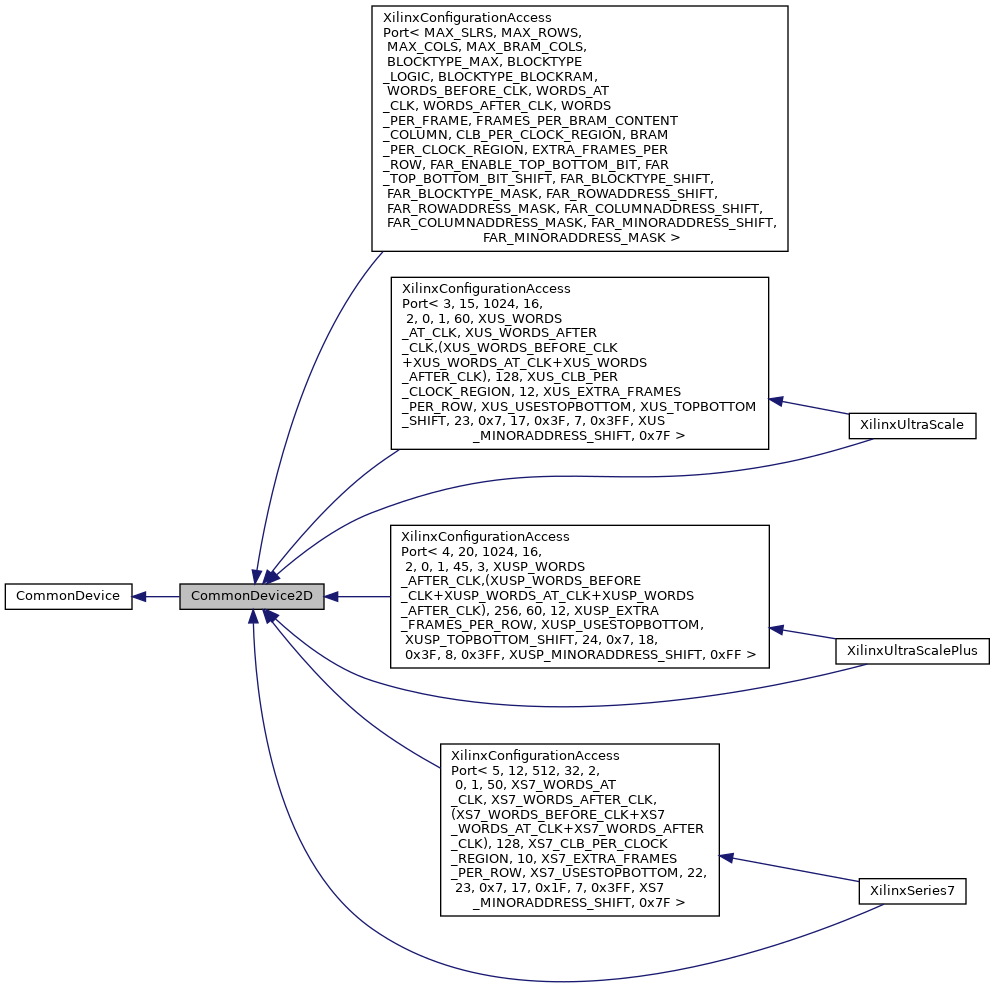 XilinxConfigurationAccess
Port< MAX_SLRS, MAX_ROWS,
MAX_COLS, MAX_BRAM_COLS,
BLOCKTYPE_MAX, BLOCKTYPE
_LOGIC, BLOCKTYPE_BLOCKRAM,
WORDS_BEFORE_CLK, WORDS_AT
_CLK, WORDS_AFTER_CLK, WORDS
_PER_FRAME, FRAMES_PER_BRAM_CONTENT
_COLUMN, CLB_PER_CLOCK_REGION, BRAM
_PER_CLOCK_REGION, EXTRA_FRAMES_PER
_ROW, FAR_ENABLE_TOP_BOTTOM_BIT, FAR
_TOP_BOTTOM_BIT_SHIFT, FAR_BLOCKTYPE_SHIFT,
FAR_BLOCKTYPE_MASK, FAR_ROWADDRESS_SHIFT,
FAR_ROWADDRESS_MASK, FAR_COLUMNADDRESS_SHIFT,
FAR_COLUMNADDRESS_MASK, FAR_MINORADDRESS_SHIFT,
FAR_MINORADDRESS_MASK >
XilinxConfigurationAccess
Port< 3, 15, 1024, 16,
2, 0, 1, 60, XUS_WORDS
_AT_CLK, XUS_WORDS_AFTER
_CLK,(XUS_WORDS_BEFORE_CLK
+XUS_WORDS_AT_CLK+XUS_WORDS
_AFTER_CLK), 128, XUS_CLB_PER
_CLOCK_REGION, 12, XUS_EXTRA_FRAMES
_PER_ROW, XUS_USESTOPBOTTOM, XUS_TOPBOTTOM
_SHIFT, 23, 0x7, 17, 0x3F, 7, 0x3FF, XUS
_MINORADDRESS_SHIFT, 0x7F >
XilinxUltraScale
XilinxConfigurationAccess
Port< 4, 20, 1024, 16,
2, 0, 1, 45, 3, XUSP_WORDS
_AFTER_CLK,(XUSP_WORDS_BEFORE
_CLK+XUSP_WORDS_AT_CLK+XUSP_WORDS
_AFTER_CLK), 256, 60, 12, XUSP_EXTRA
_FRAMES_PER_ROW, XUSP_USESTOPBOTTOM,
XUSP_TOPBOTTOM_SHIFT, 24, 0x7, 18,
0x3F, 8, 0x3FF, XUSP_MINORADDRESS_SHIFT, 0xFF >
CommonDevice
CommonDevice2D
XilinxUltraScalePlus
XilinxConfigurationAccess
Port< 5, 12, 512, 32, 2,
0, 1, 50, XS7_WORDS_AT
_CLK, XS7_WORDS_AFTER_CLK,
(XS7_WORDS_BEFORE_CLK+XS7
_WORDS_AT_CLK+XS7_WORDS_AFTER
_CLK), 128, XS7_CLB_PER_CLOCK
_REGION, 10, XS7_EXTRA_FRAMES
_PER_ROW, XS7_USESTOPBOTTOM, 22,
23, 0x7, 17, 0x1F, 7, 0x3FF, XS7
_MINORADDRESS_SHIFT, 0x7F >
XilinxSeries7